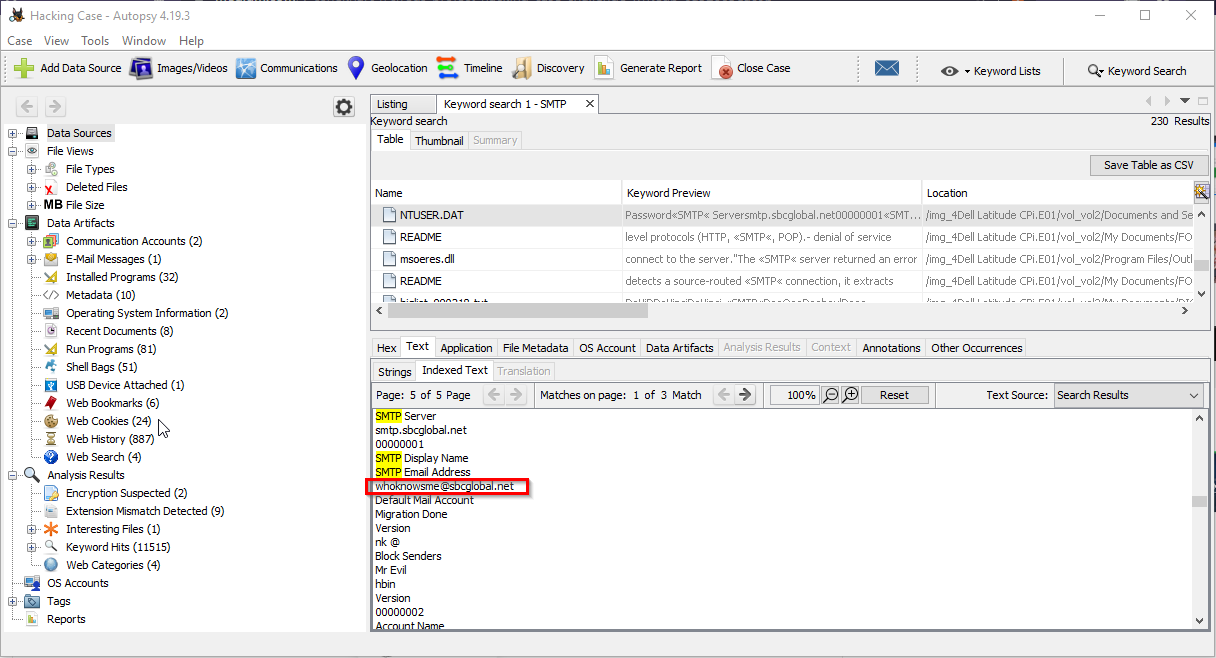 Hacking Case - Autopsy 4.19.3
Case View Tools Window Help
Add Data Source Images/Videos Communications Geolocation Timeline Discovery Generate Report Close Case Keyword Lists Keyword Search
Listing Keyword search 1 - SMTP
Keyword search 230 Results
Table Thumbnail Summary
Save Table as CSV
Name Keyword Preview Location
NTUSER.DAT Password«SMTP« Serversmtp.sbcglobal.net00000001«SMT... /img_4Dell Latitude CPi.E01/vol_vol2/Documents and Se
README level protocols (HTTP, «SMTP«, POP).- denial of service /img_4Dell Latitude CPi.E01/vol_vol2/My Documents/FO
msoeres.dll connect to the server."The «SMTP« server returned an error /img_4Dell Latitude CPi.E01/vol_vol2/Program Files/Outl
README detects a source-routed «SMTP« connection, it extracts /img_4Dell Latitude CPi.E01/vol_vol2/My Documents/FO
Data Sources
File Views
File Types
Deleted Files
MB File Size
Data Artifacts
Communication Accounts (2)
E-Mail Messages (1)
Installed Programs (32)
Metadata (10)
Operating System Information (2)
Recent Documents (8)
Run Programs (81)
Shell Bags (51)
USB Device Attached (1)
Web Bookmarks (6)
Web Cookies (24)
Web History (887)
Web Search (4)
Analysis Results
Encryption Suspected (2)
Extension Mismatch Detected (9)
Interesting Files (1)
Keyword Hits (11515)
Web Categories (4)
OS Accounts
Tags
Reports
Hex Text Application File Metadata OS Account Data Artifacts Analysis Results Context Annotations Other Occurrences
Strings Indexed Text Translation
Page: 5 of 5 Page Matches on page: 1 of 3 Match 100% Reset Text Source: Search Results
SMTP Server
smtp.sbcglobal.net
00000001
SMTP Display Name
SMTP Email Address
whoknowsme@sbcglobal.net
Default Mail Account
Migration Done
Version
nk @
Block Senders
Mr Evil
hbin
Version
00000002
Account Name